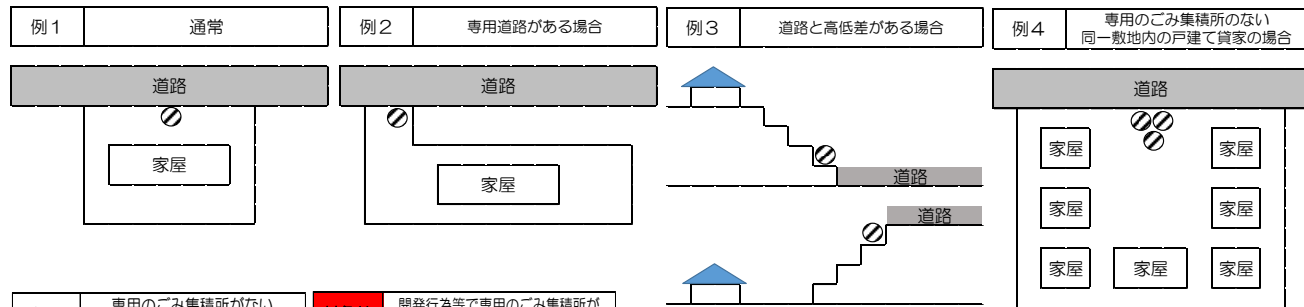 例1 通常
例2 専用道路がある場合
例3 道路と高低差がある場合
例4 専用のごみ集積所のない
同一敷地内の戸建て貸家の場合
道路
家屋
道路
家屋
道路
道路
道路
家屋
家屋
家屋
家屋
家屋
家屋
家屋
専用のごみ集積所がない
開発行為等で専用のごみ集積所が